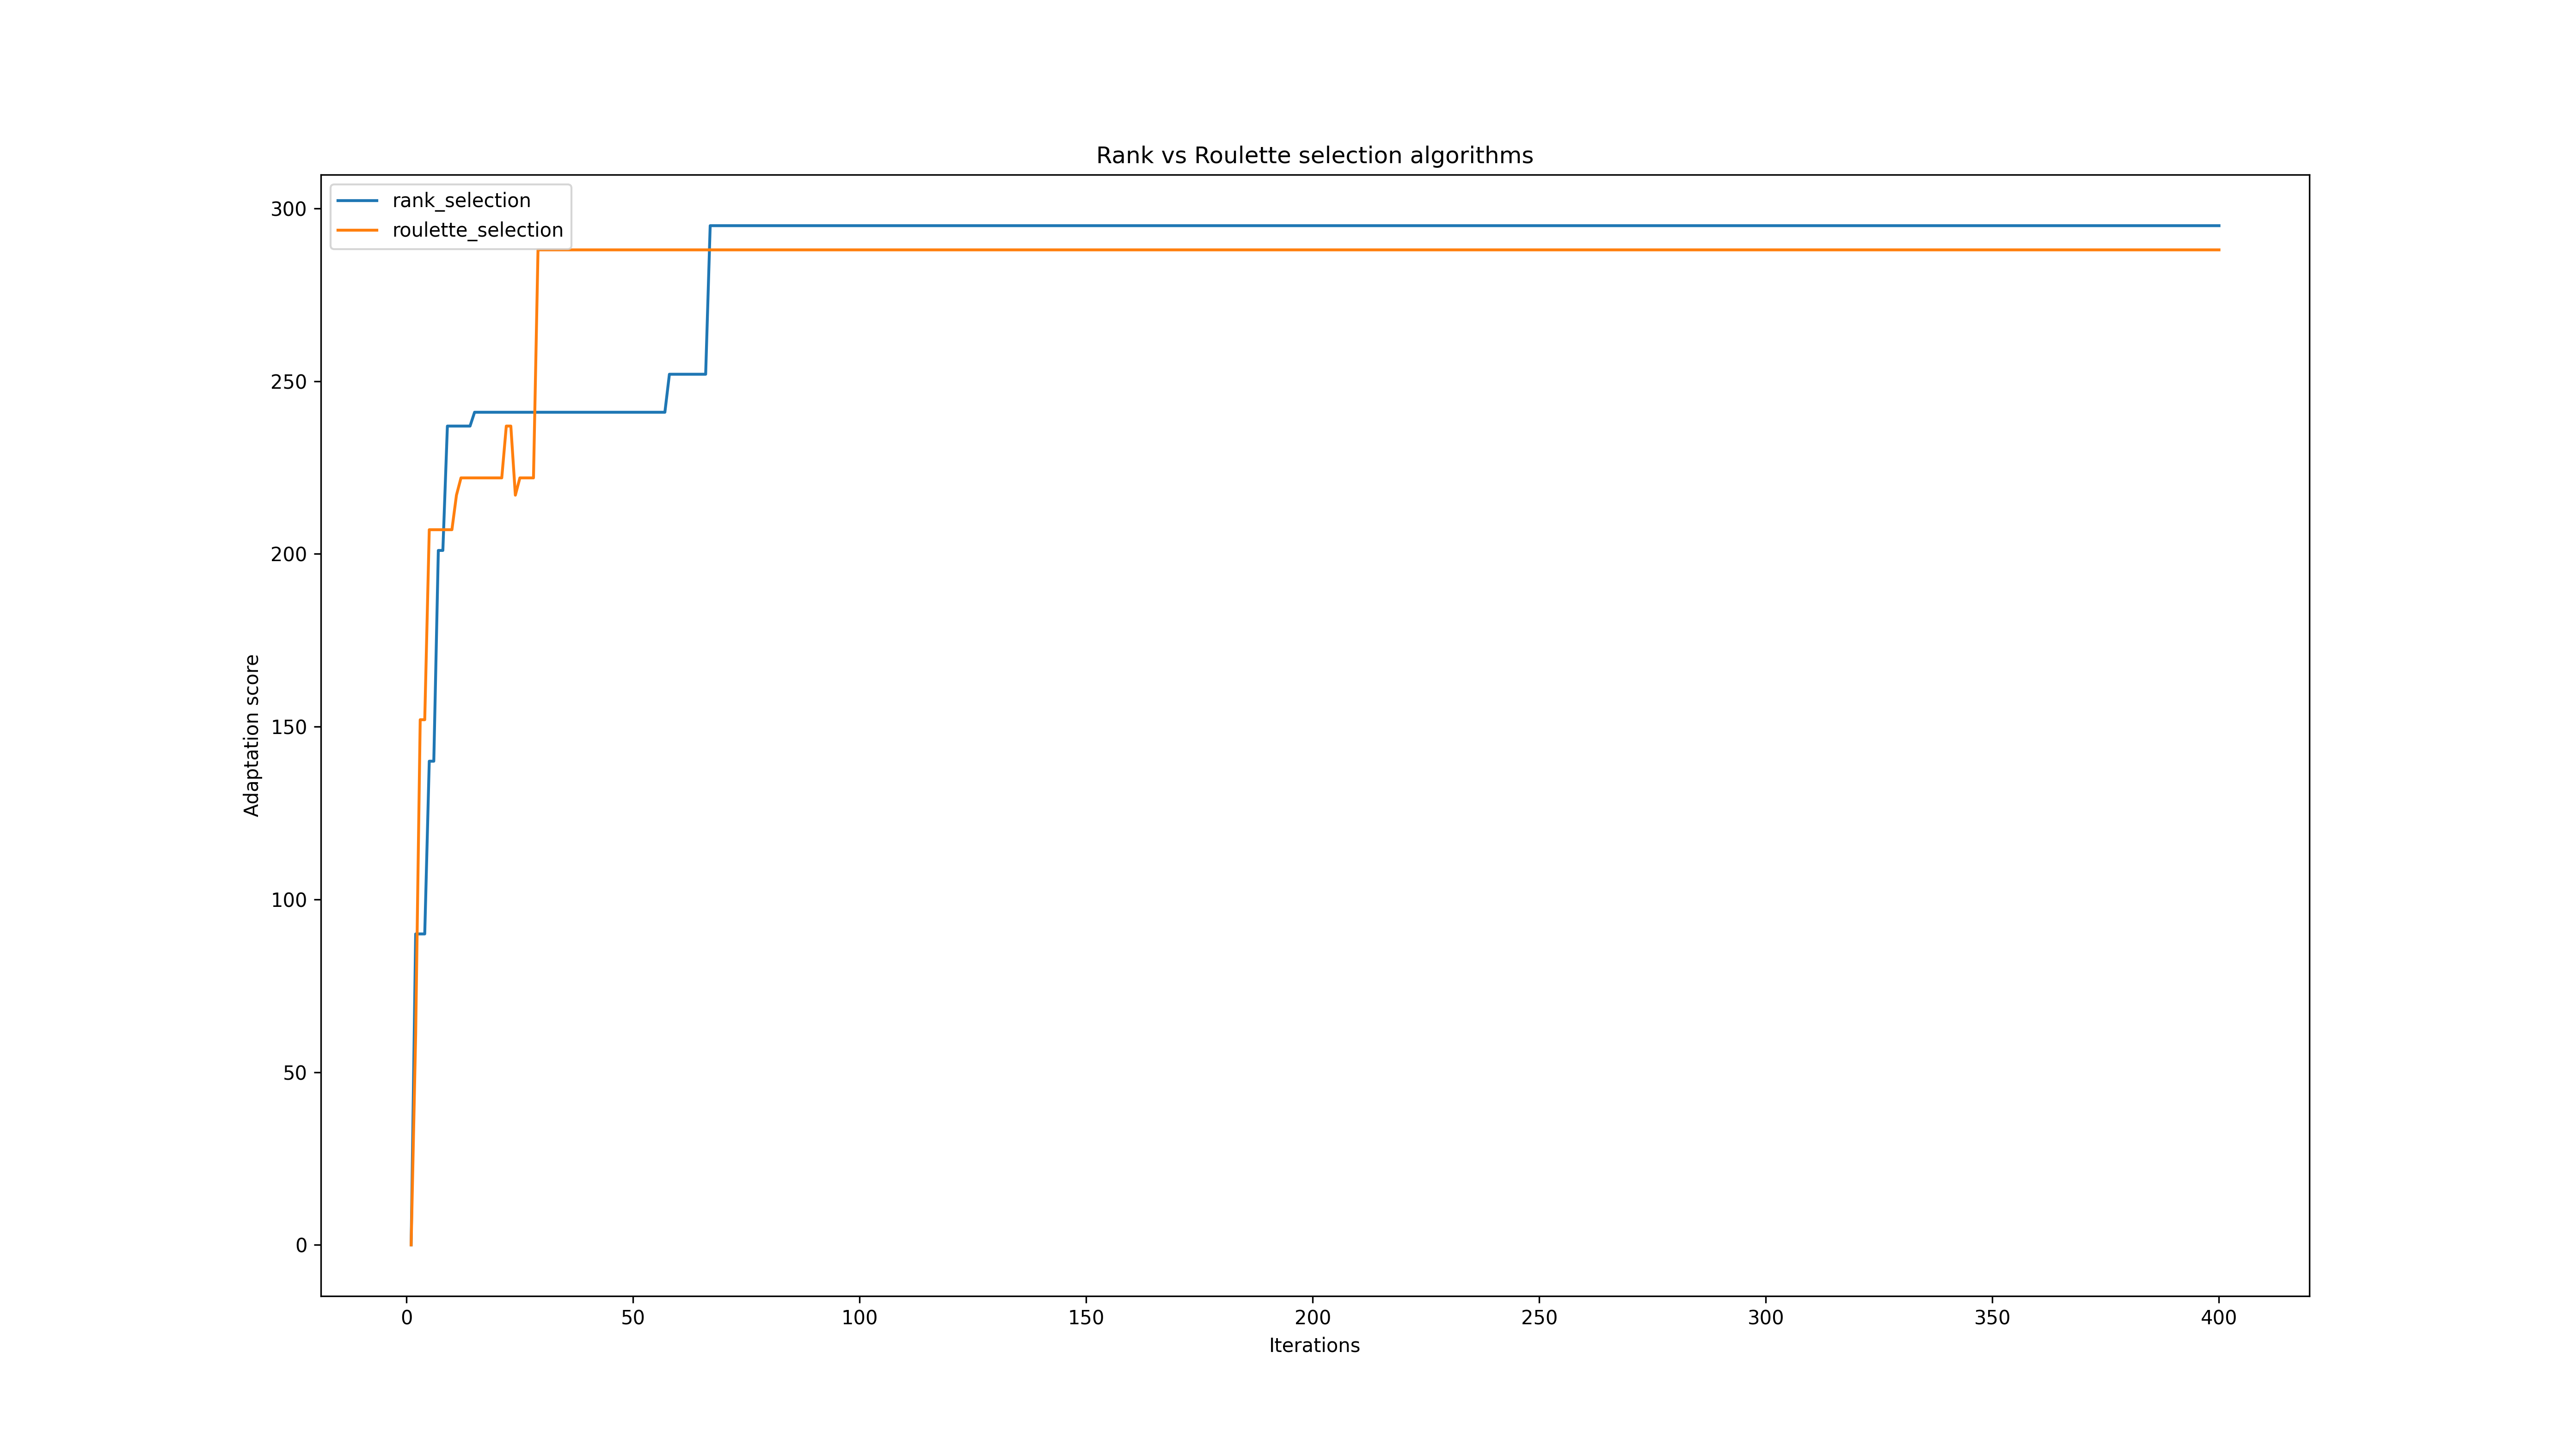 Rank vs Roulette selection algorithms
rank_selection
roulette_selection
300
250
200
150
100
50
0
Adaptation score
0 50 100 150 200 250 300 350 400
Iterations